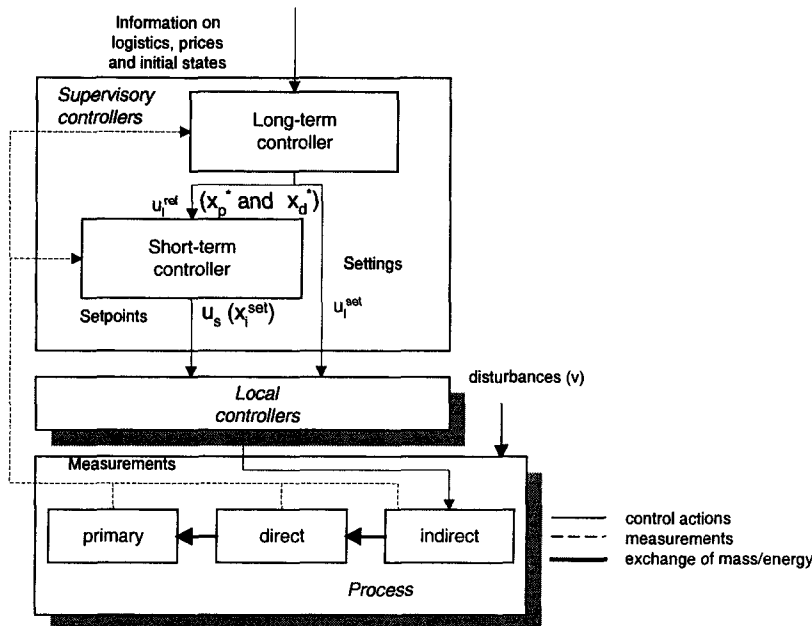 Information on
logistics, prices
and initial states
Supervisory
controllers
Long-term
controller
u_l^ref (x_p^* and x_d^*)
Short-term
controller
Settings
Setpoints
u_s (x_i^set)
u_l^set
disturbances (v)
Local
controllers
Measurements
primary
direct
indirect
Process
control actions
measurements
exchange of mass/energy